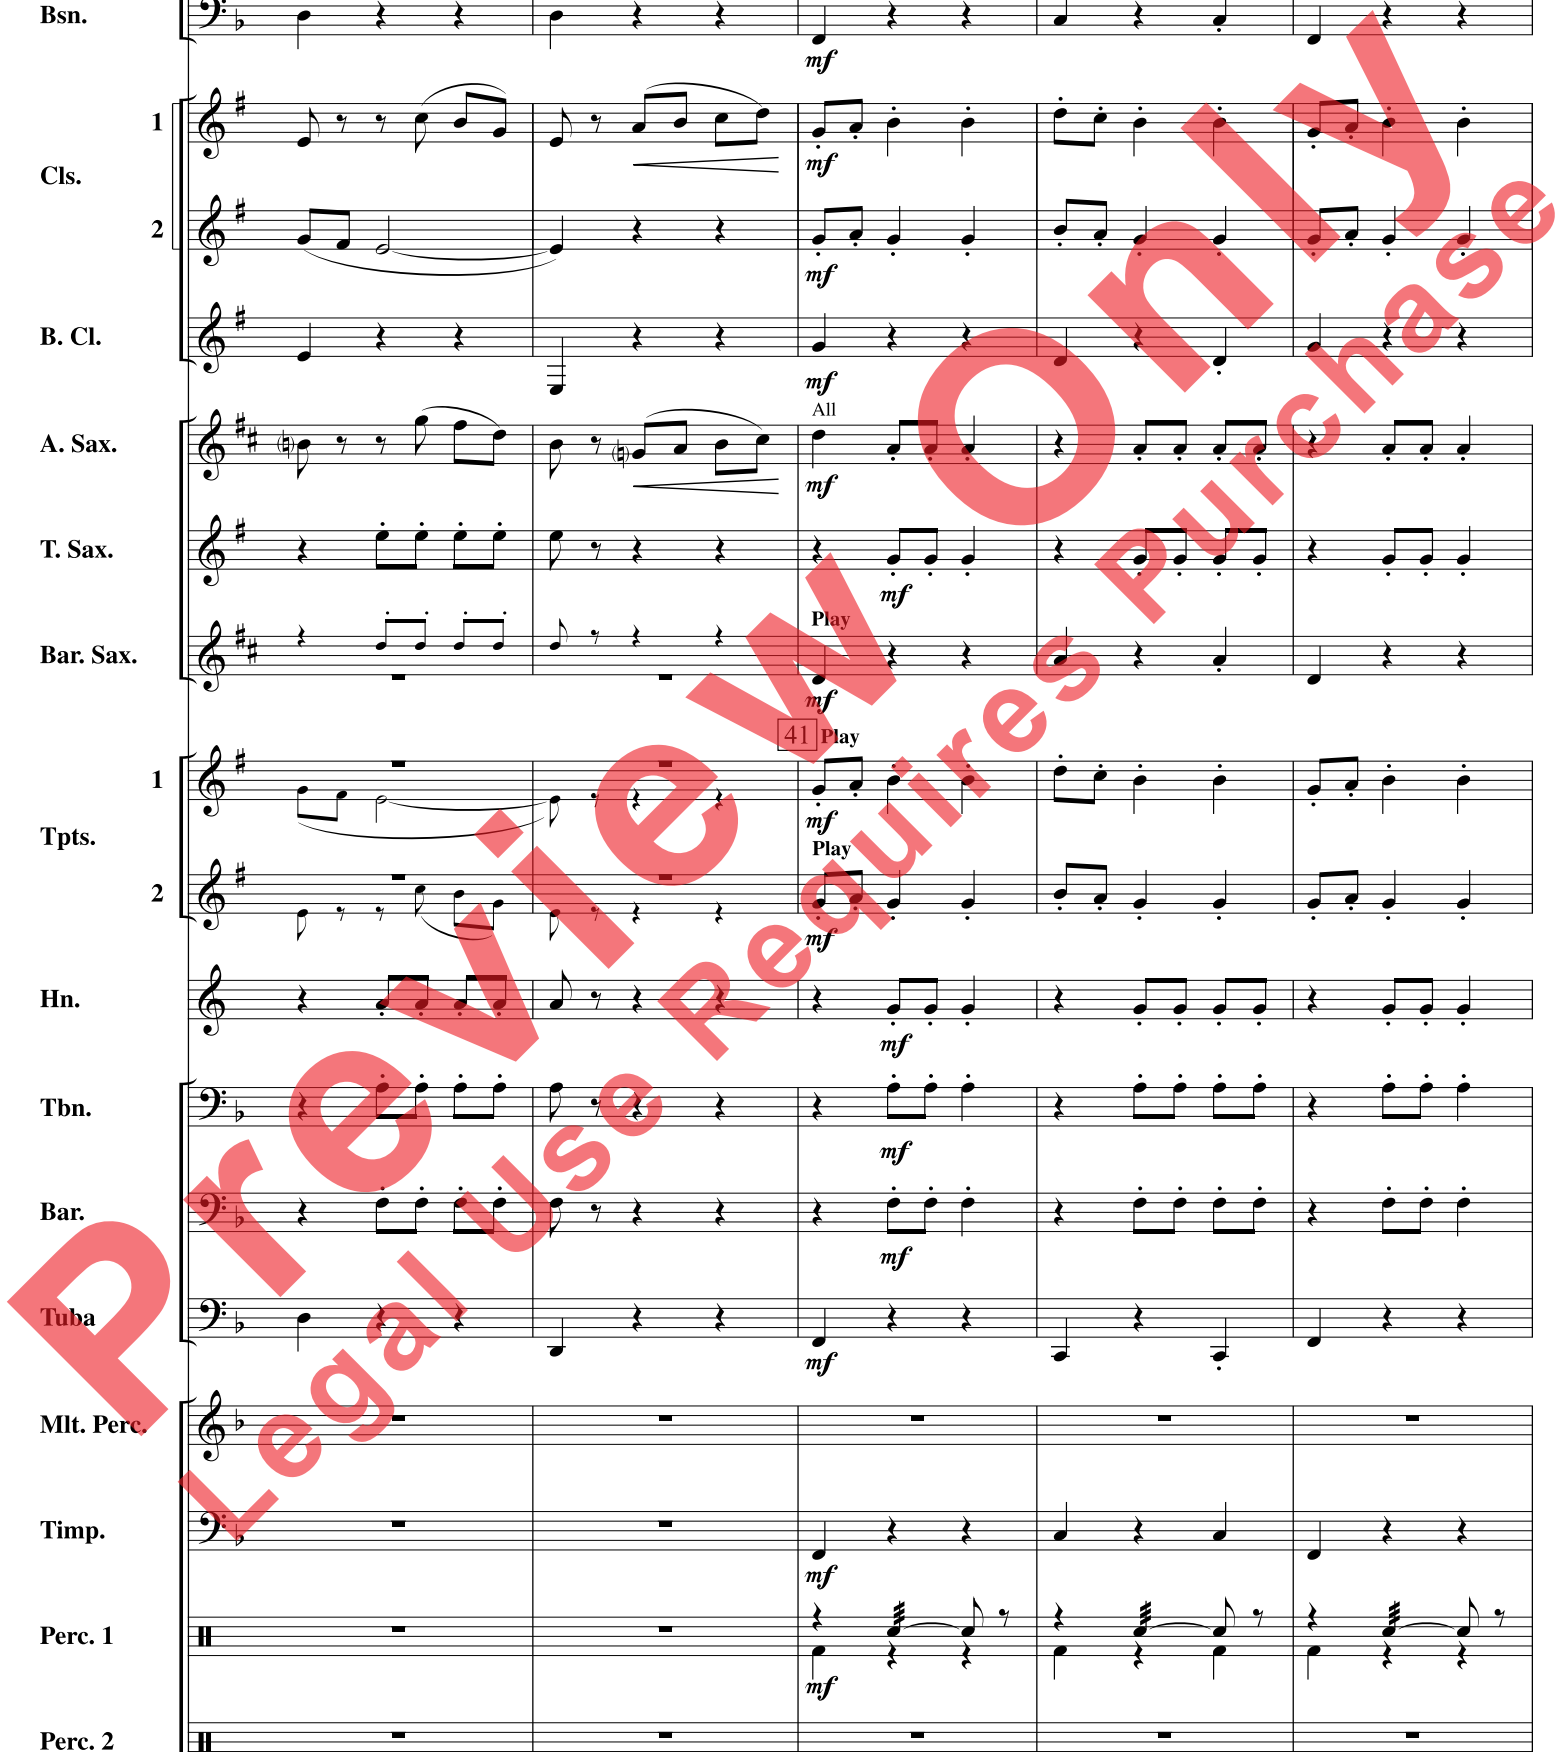 Bsn.
mf
1
Cls.
mf
2
mf
B. Cl.
mf
All
A. Sax.
mf
T. Sax.
mf
Play
Bar. Sax.
mf
41 Play
1
mf
Tpts.
Play
2
mf
Hn.
mf
Tbn.
mf
Bar.
mf
Tuba
mf
Mlt. Perc.
Timp.
mf
Perc. 1
mf
Perc. 2
Preview Only
Legal Use Requires Purchase